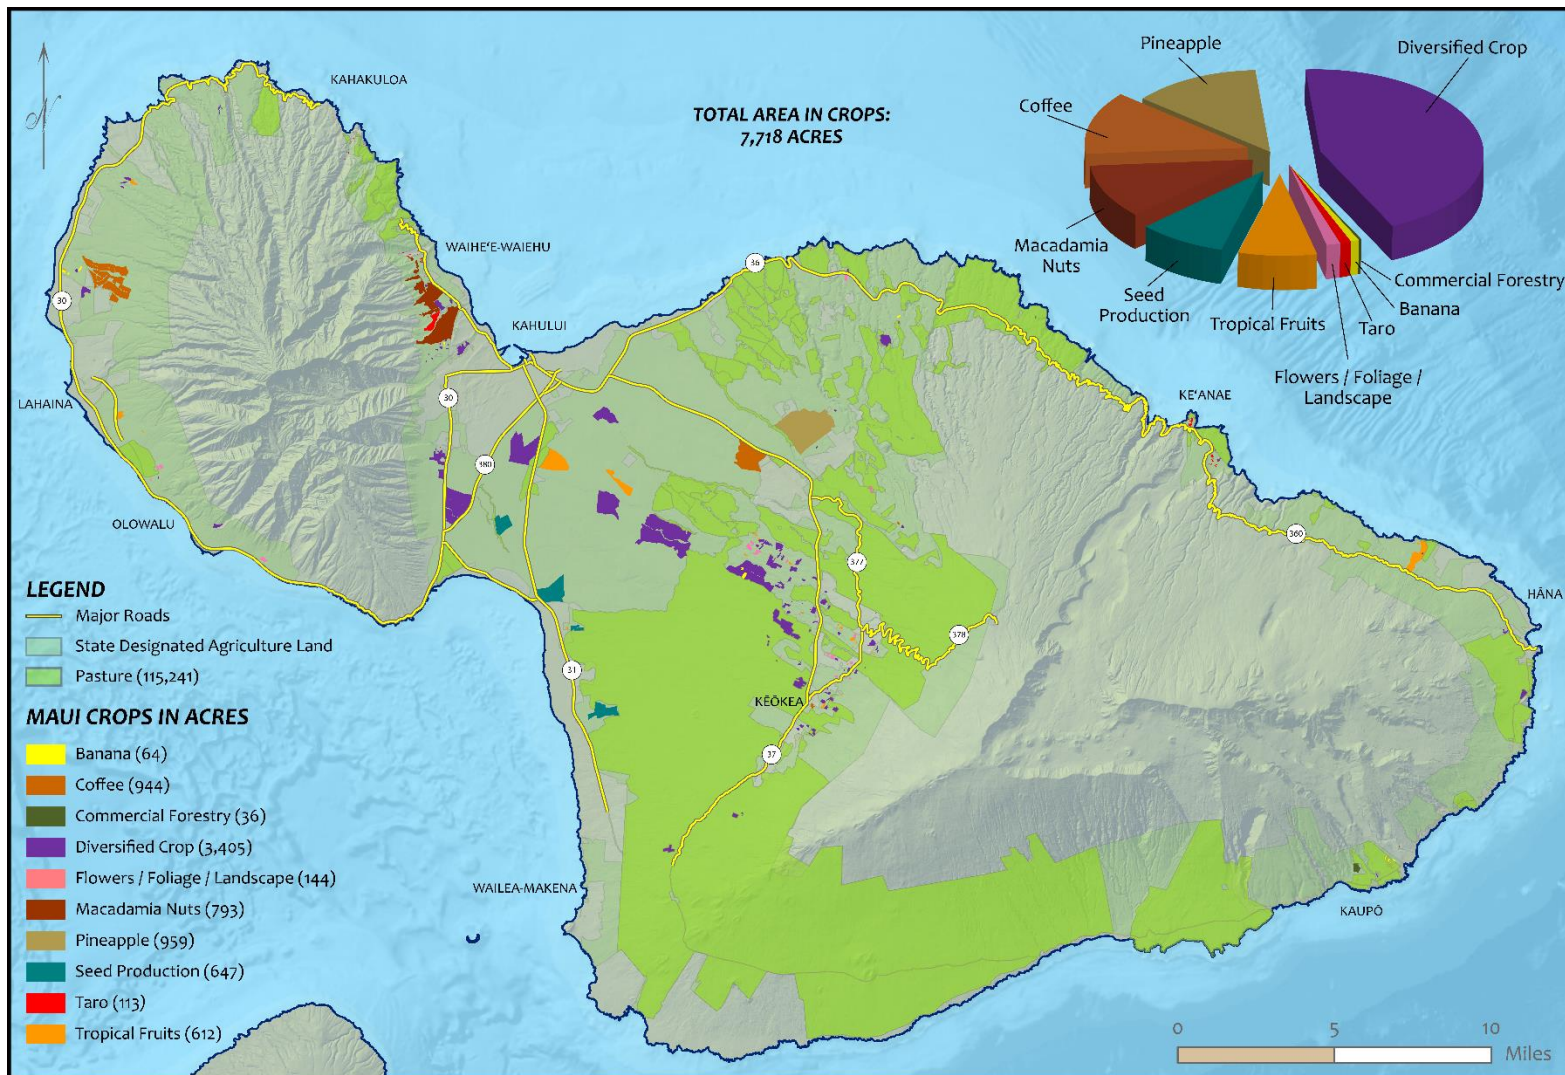 N
KAHAKULOA
TOTAL AREA IN CROPS:
7,718 ACRES
Pineapple
Diversified Crop
Coffee
Macadamia
Nuts
Seed
Production
Tropical Fruits
Commercial Forestry
Banana
Taro
Flowers / Foliage /
Landscape
WAIHEʻE-WAIEHU
36
30
KAHULUI
LAHAINA
30
KEʻANAE
380
OLOWALU
360
377
HĀNA
378
31
KĒŌKEA
37
WAILEA-MAKENA
KAUPŌ
LEGEND
Major Roads
State Designated Agriculture Land
Pasture (115,241)
MAUI CROPS IN ACRES
Banana (64)
Coffee (944)
Commercial Forestry (36)
Diversified Crop (3,405)
Flowers / Foliage / Landscape (144)
Macadamia Nuts (793)
Pineapple (959)
Seed Production (647)
Taro (113)
Tropical Fruits (612)
0 5 10
Miles